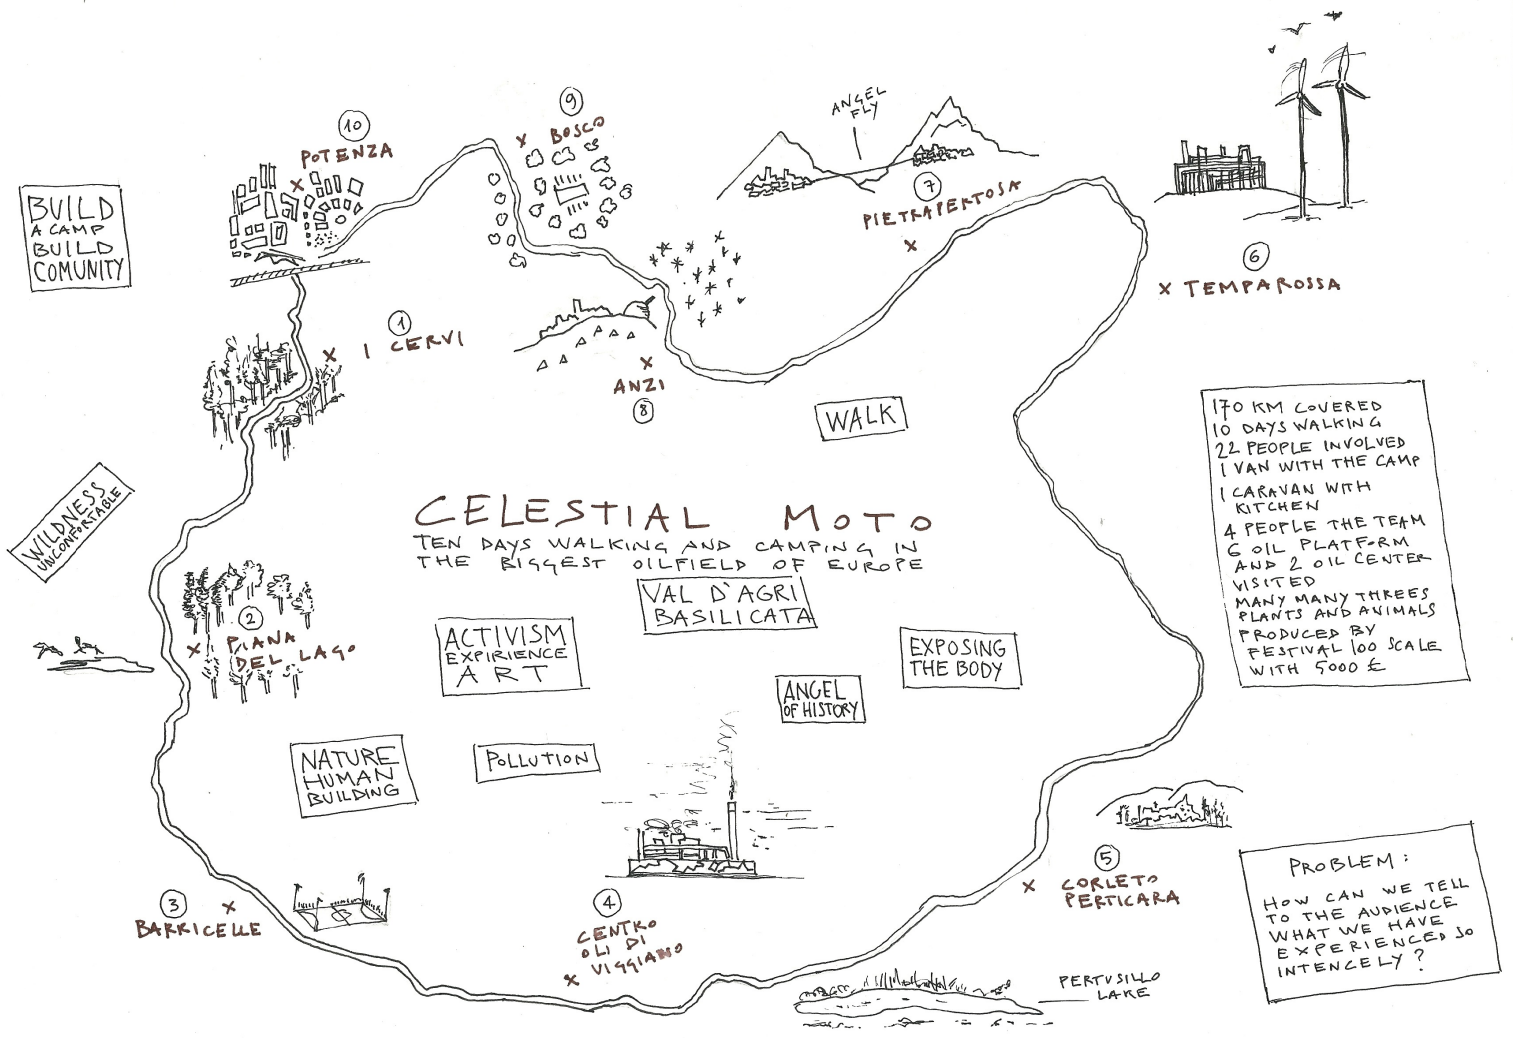 9
BOSCO
10
POTENZA
ANGEL
FLY
7
PIETRAPERTOSA
6
TEMPAROSSA
BUILD
A CAMP
BUILD
COMUNITY
1
I CERVI
ANZI
8
WALK
170 KM COVERED
10 DAYS WALKING
22 PEOPLE INVOLVED
1 VAN WITH THE CAMP
1 CARAVAN WITH
KITCHEN
4 PEOPLE THE TEAM
6 OIL PLATFORM
AND 2 OIL CENTER
VISITED
MANY MANY THREES
PLANTS AND ANIMALS
PRODUCED BY
FESTIVAL 100 SCALE
WITH 5000 £
WILDNESS
UNCONFORTABLE
CELESTIAL MOTO
TEN DAYS WALKING AND CAMPING IN
THE BIGGEST OILFIELD OF EUROPE
VAL D'AGRI
BASILICATA
2
PIANA
DEL LAGO
ACTIVISM
EXPIRIENCE
ART
EXPOSING
THE BODY
ANGEL
OF HISTORY
NATURE
HUMAN
BUILDING
POLLUTION
3
BARRICELLE
4
CENTRO
OLI DI
VIGGIANO
5
CORLETO
PERTICARA
PERTUSILLO
LAKE
PROBLEM:
HOW CAN WE TELL
TO THE AUDIENCE
WHAT WE HAVE
EXPERIENCED SO
INTENCELY?